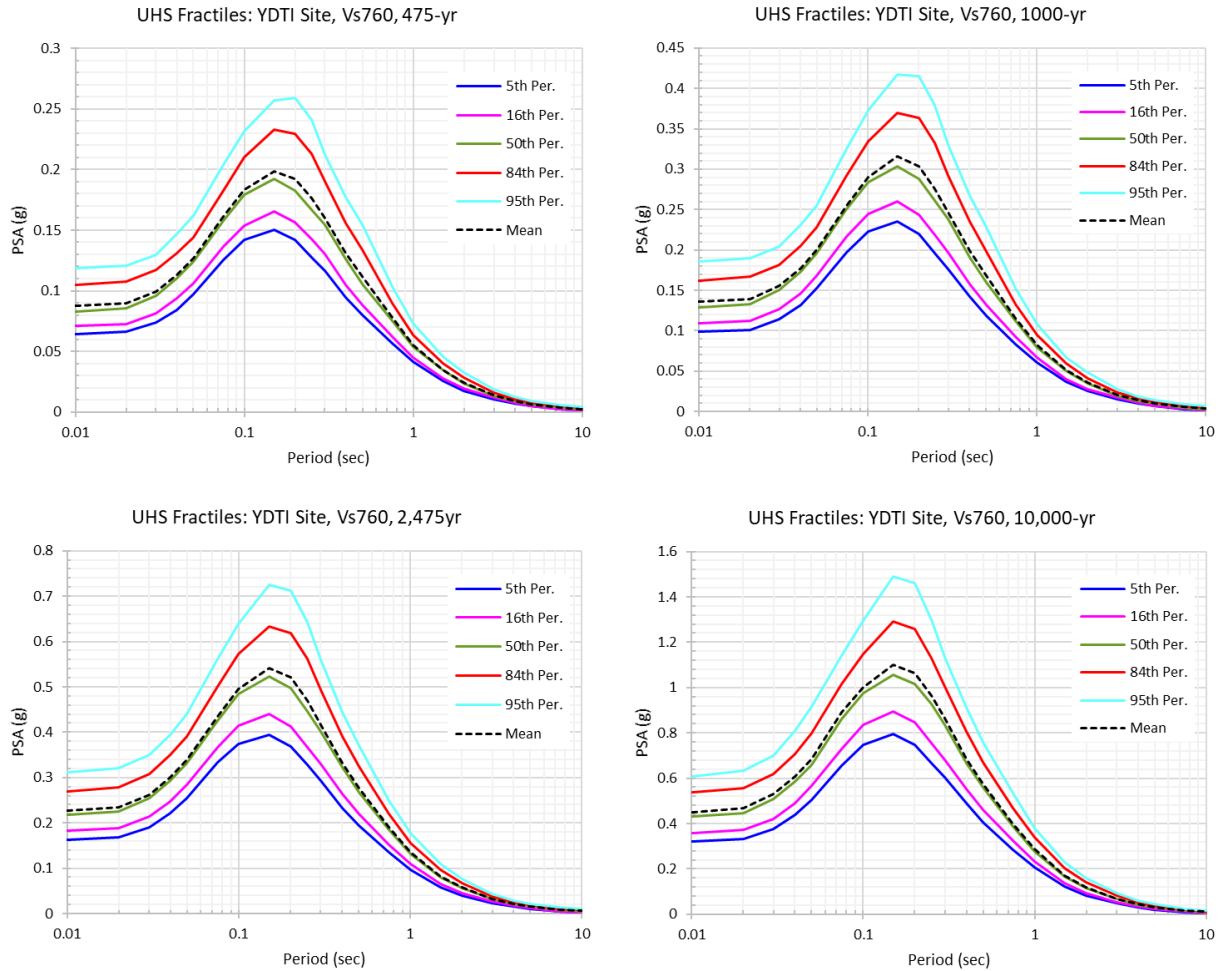 UHS Fractiles: YDTI Site, Vs760, 475-yr
PSA (g)
0.3
0.25
0.2
0.15
0.1
0.05
0
5th Per.
16th Per.
50th Per.
84th Per.
95th Per.
Mean
0.01
0.1
1
10
Period (sec)
UHS Fractiles: YDTI Site, Vs760, 1000-yr
PSA (g)
0.45
0.4
0.35
0.3
0.25
0.2
0.15
0.1
0.05
0
5th Per.
16th Per.
50th Per.
84th Per.
95th Per.
Mean
0.01
0.1
1
10
Period (sec)
UHS Fractiles: YDTI Site, Vs760, 2,475yr
PSA (g)
0.8
0.7
0.6
0.5
0.4
0.3
0.2
0.1
0
5th Per.
16th Per.
50th Per.
84th Per.
95th Per.
Mean
0.01
0.1
1
10
Period (sec)
UHS Fractiles: YDTI Site, Vs760, 10,000-yr
PSA (g)
1.6
1.4
1.2
1
0.8
0.6
0.4
0.2
0
5th Per.
16th Per.
50th Per.
84th Per.
95th Per.
Mean
0.01
0.1
1
10
Period (sec)